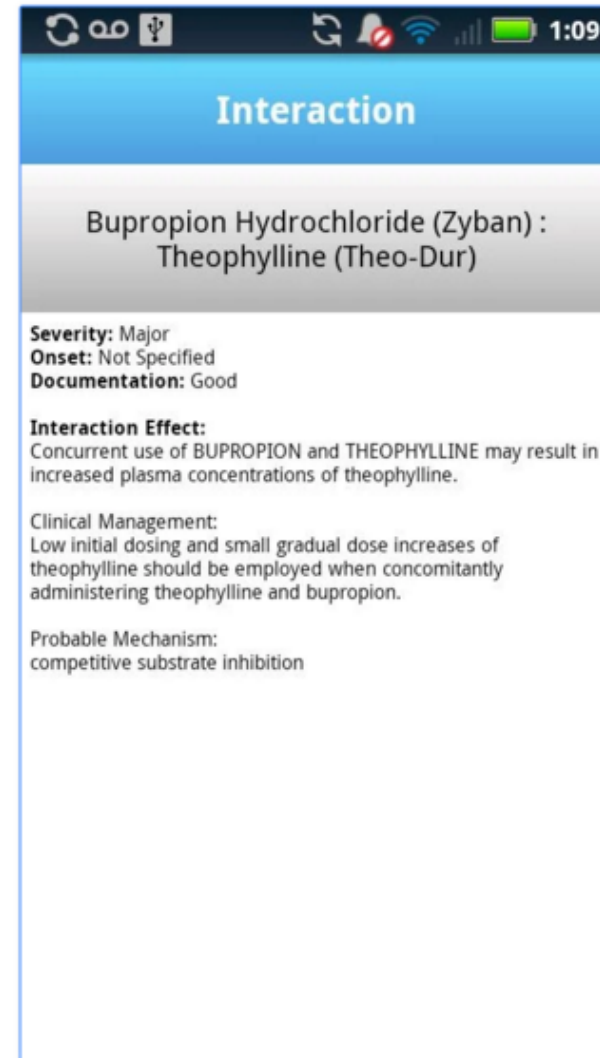 1:09
Interaction
Bupropion Hydrochloride (Zyban) :
Theophylline (Theo-Dur)
Severity: Major
Onset: Not Specified
Documentation: Good
Interaction Effect:
Concurrent use of BUPROPION and THEOPHYLLINE may result in
increased plasma concentrations of theophylline.
Clinical Management:
Low initial dosing and small gradual dose increases of
theophylline should be employed when concomitantly
administering theophylline and bupropion.
Probable Mechanism:
competitive substrate inhibition